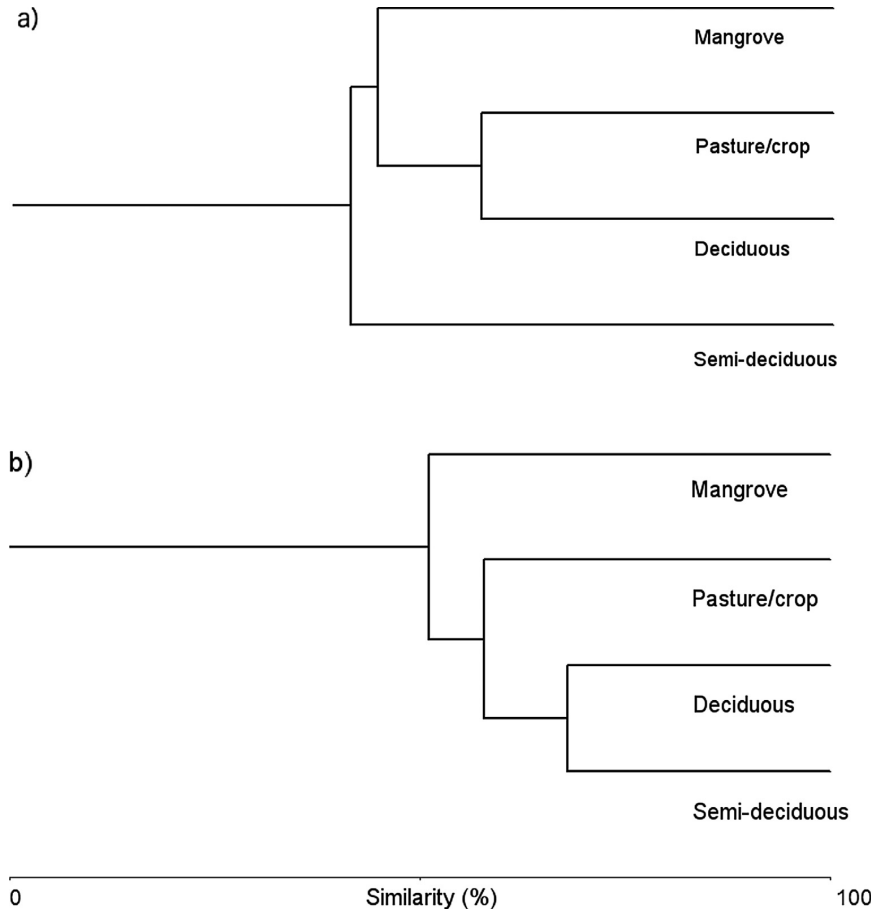 a)
Mangrove
Pasture/crop
Deciduous
Semi-deciduous
b)
Mangrove
Pasture/crop
Deciduous
Semi-deciduous
0 Similarity (%) 100